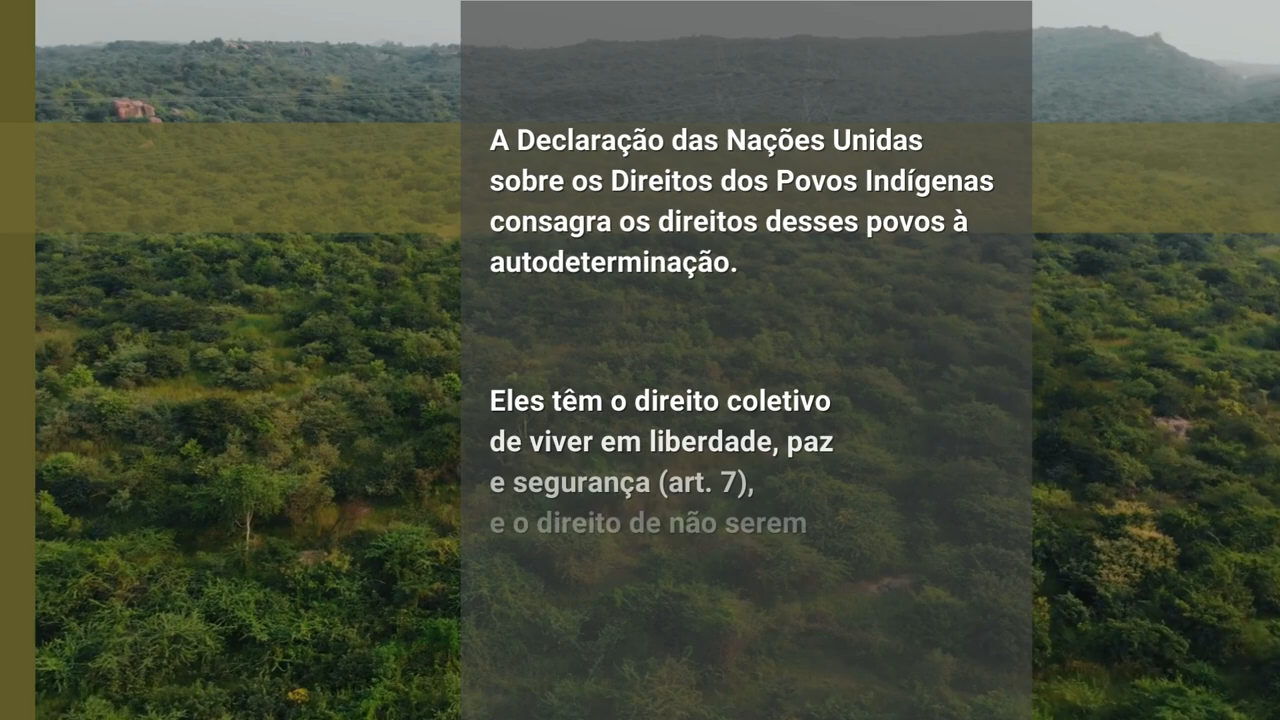 A Declaração das Nações Unidas
sobre os Direitos dos Povos Indígenas
consagra os direitos desses povos à
autodeterminação.
Eles têm o direito coletivo
de viver em liberdade, paz
e segurança (art. 7),
e o direito de não serem